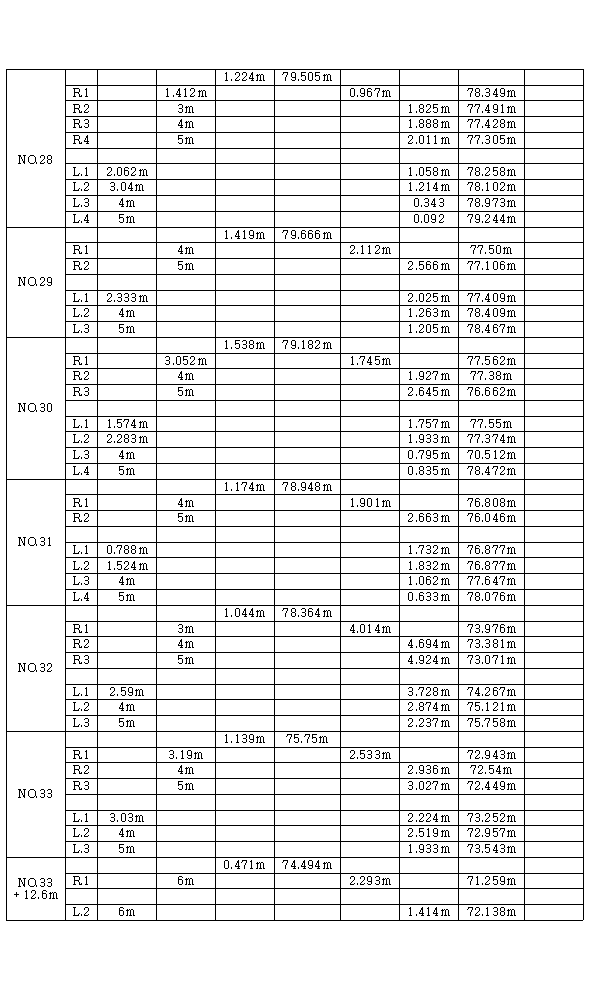 1.224m 79.505m
R1 1.412m 0.967m 78.349m
R2 3m 1.825m 77.491m
R3 4m 1.888m 77.428m
R4 5m 2.011m 77.305m
NO.28
L.1 2.062m 1.058m 78.258m
L.2 3.04m 1.214m 78.102m
L.3 4m 0.343 78.973m
L.4 5m 0.092 79.244m
1.419m 79.666m
R1 4m 2.112m 77.50m
R2 5m 2.566m 77.106m
NO.29
L.1 2.333m 2.025m 77.409m
L.2 4m 1.263m 78.409m
L.3 5m 1.205m 78.467m
1.538m 79.182m
R1 3.052m 1.745m 77.562m
R2 4m 1.927m 77.38m
R3 5m 2.645m 76.662m
NO.30
L.1 1.574m 1.757m 77.55m
L.2 2.283m 1.933m 77.374m
L.3 4m 0.795m 70.512m
L.4 5m 0.835m 78.472m
1.174m 78.948m
R1 4m 1.901m 76.808m
R2 5m 2.663m 76.046m
NO.31
L.1 0.788m 1.732m 76.877m
L.2 1.524m 1.832m 76.877m
L.3 4m 1.062m 77.647m
L.4 5m 0.633m 78.076m
1.044m 78.364m
R1 3m 4.014m 73.976m
R2 4m 4.694m 73.381m
R3 5m 4.924m 73.071m
NO.32
L.1 2.59m 3.728m 74.267m
L.2 4m 2.874m 75.121m
L.3 5m 2.237m 75.758m
1.139m 75.75m
R1 3.19m 2.533m 72.943m
R2 4m 2.936m 72.54m
R3 5m 3.027m 72.449m
NO.33
L.1 3.03m 2.224m 73.252m
L.2 4m 2.519m 72.957m
L.3 5m 1.933m 73.543m
0.471m 74.494m
R1 6m 2.293m 71.259m
NO.33
+ 12.6m
L.2 6m 1.414m 72.138m